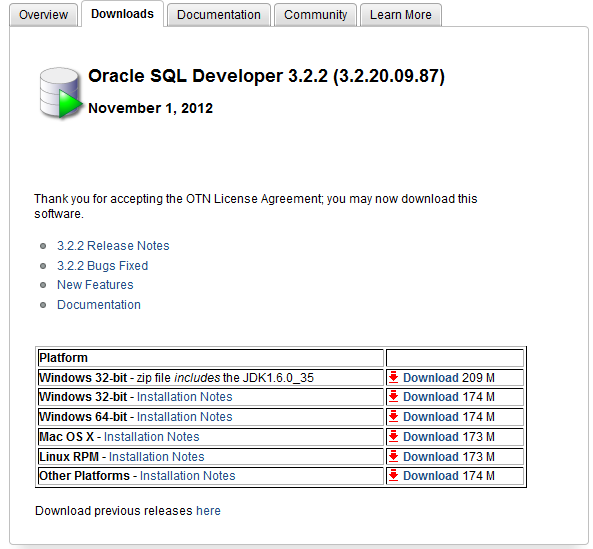 Overview Downloads Documentation Community Learn More
Oracle SQL Developer 3.2.2 (3.2.20.09.87)
November 1, 2012
Thank you for accepting the OTN License Agreement; you may now download this
software.
3.2.2 Release Notes
3.2.2 Bugs Fixed
New Features
Documentation
Platform
Windows 32-bit - zip file includes the JDK1.6.0_35 Download 209 M
Windows 32-bit - Installation Notes Download 174 M
Windows 64-bit - Installation Notes Download 174 M
Mac OS X - Installation Notes Download 173 M
Linux RPM - Installation Notes Download 173 M
Other Platforms - Installation Notes Download 174 M
Download previous releases here